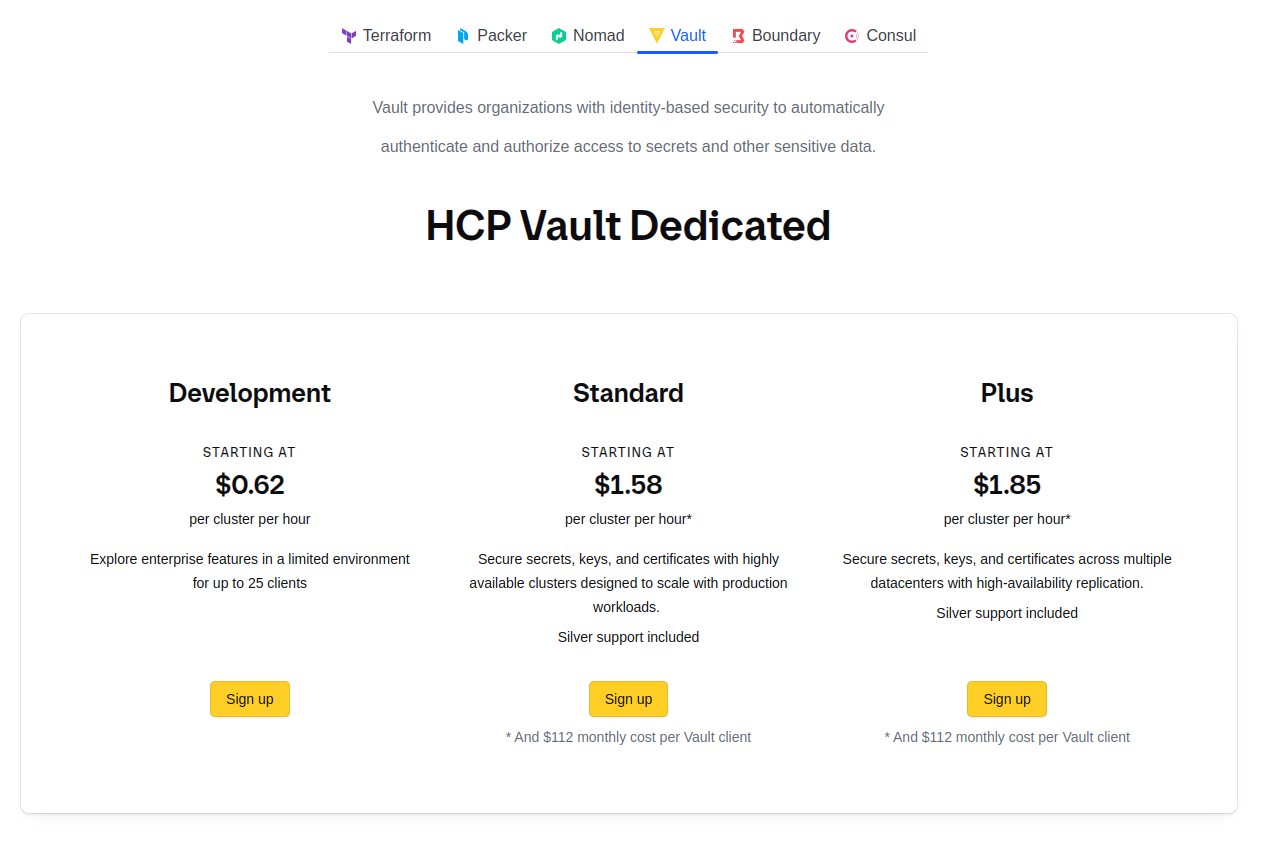 Terraform Packer Nomad Vault Boundary Consul
Vault provides organizations with identity-based security to automatically
authenticate and authorize access to secrets and other sensitive data.
HCP Vault Dedicated
Development
STARTING AT
$0.62
per cluster per hour
Explore enterprise features in a limited environment
for up to 25 clients
Sign up
Standard
STARTING AT
$1.58
per cluster per hour*
Secure secrets, keys, and certificates with highly
available clusters designed to scale with production
workloads.
Silver support included
Sign up
* And $112 monthly cost per Vault client
Plus
STARTING AT
$1.85
per cluster per hour*
Secure secrets, keys, and certificates across multiple
datacenters with high-availability replication.
Silver support included
Sign up
* And $112 monthly cost per Vault client